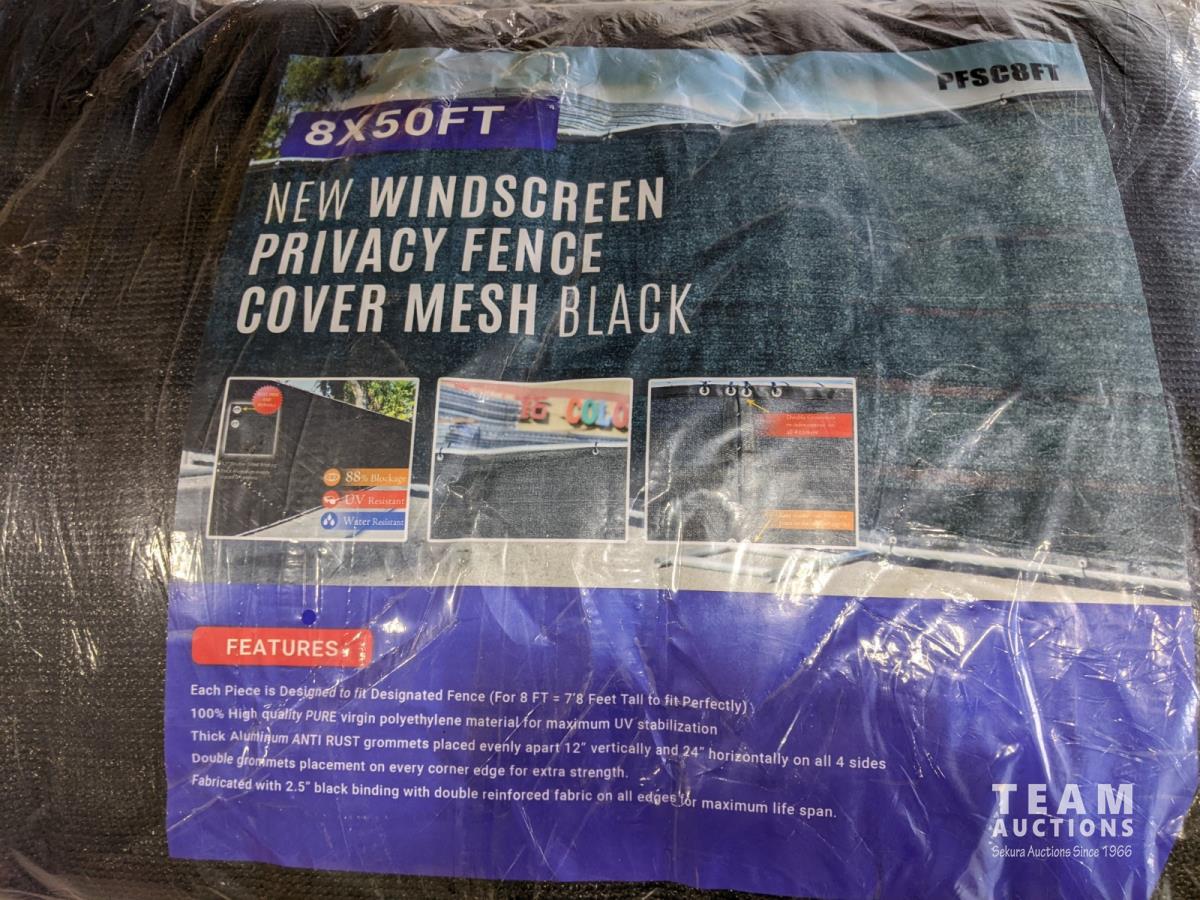 PFSC8FT
8X50FT
NEW WINDSCREEN
PRIVACY FENCE
COVER MESH BLACK
COLO
88% Blockage
UV Resistant
Water Resistant
FEATURES
Each Piece is Designed to fit Designated Fence (For 8 FT = 7'8 Feet Tall to fit Perfectly)
100% High quality PURE virgin polyethylene material for maximum UV stabilization
Thick Aluminum ANTI RUST grommets placed evenly apart 12" vertically and 24" horizontally on all 4 sides
Double grommets placement on every corner edge for extra strength.
Fabricated with 2.5" black binding with double reinforced fabric on all edges for maximum life span.
TEAM
AUCTIONS
Sekura Auctions Since 1966